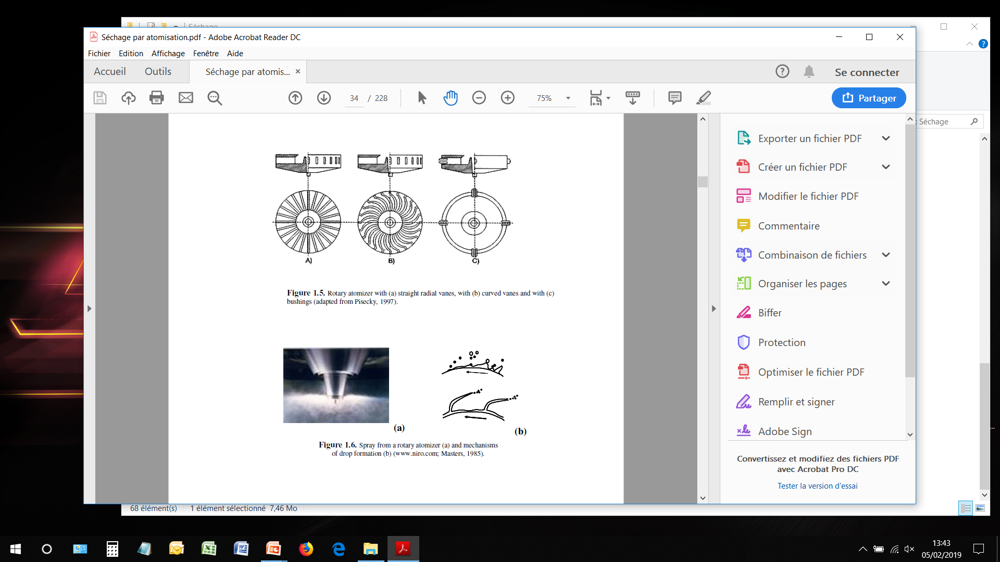 Séchage
Séchage par atomisation.pdf - Adobe Acrobat Reader DC
Fichier Edition Affichage Fenêtre Aide
Accueil Outils Séchage par atomis... Se connecter
34 / 228 75% Partager
Séchage
A) B) C)
Figure 1.5. Rotary atomizer with (a) straight radial vanes, with (b) curved vanes and with (c)
bushings (adapted from Pisecky, 1997).
(a)
(b)
Figure 1.6. Spray from a rotary atomizer (a) and mechanisms
of drop formation (b) (www.niro.com; Masters, 1985).
Exporter un fichier PDF
Créer un fichier PDF
Modifier le fichier PDF
Commentaire
Combinaison de fichiers
Organiser les pages
Biffer
Protection
Optimiser le fichier PDF
Remplir et signer
Adobe Sign
Convertissez et modifiez des fichiers PDF
avec Acrobat Pro DC
Tester la version d'essai
68 élément(s) 1 élément sélectionné 7,46 Mo
13:43
05/02/2019